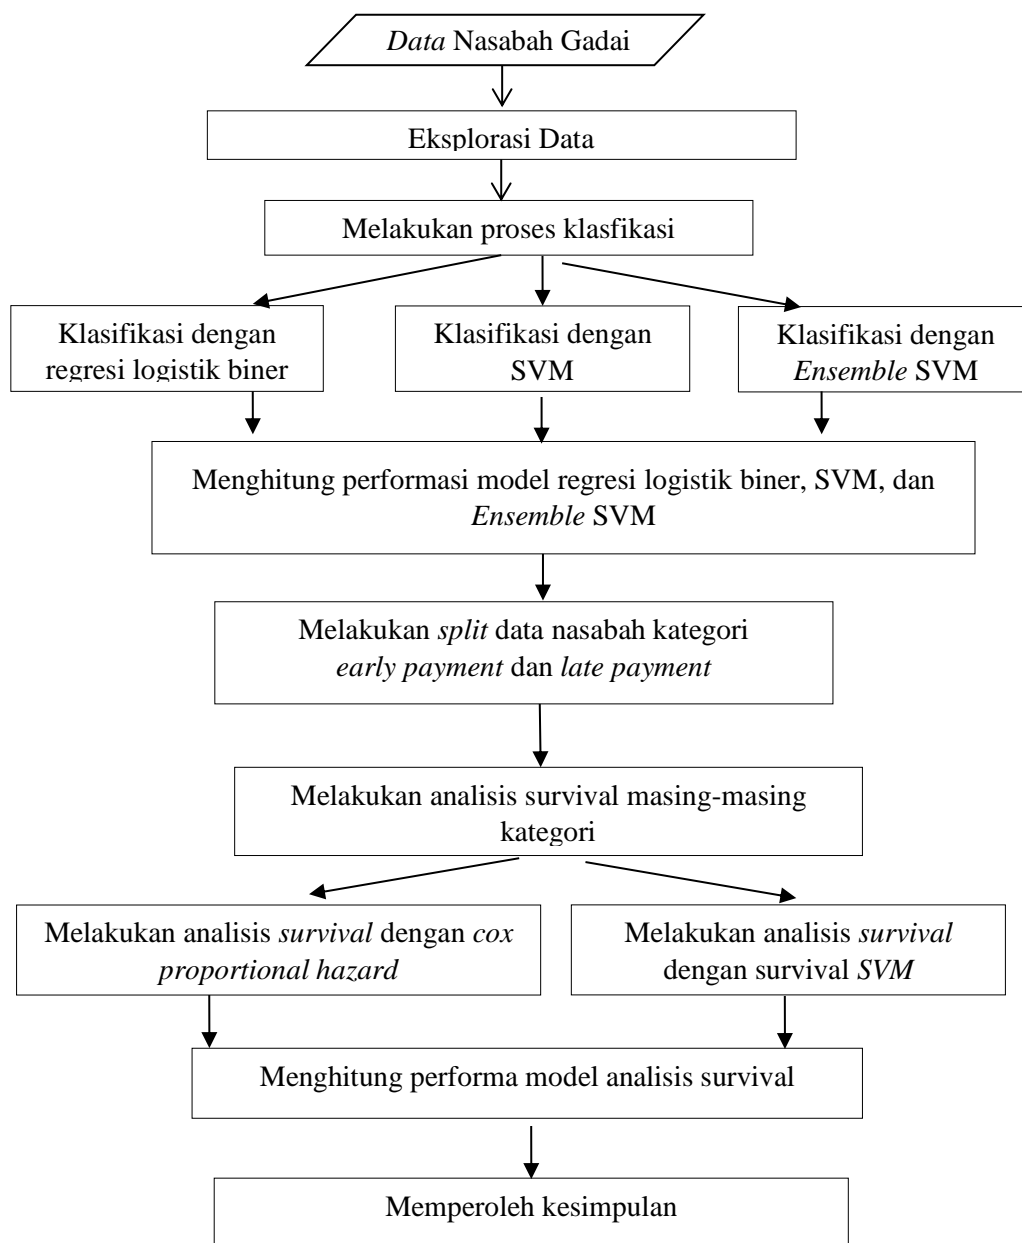 Data Nasabah Gadai
Eksplorasi Data
Melakukan proses klasfikasi
Klasifikasi dengan
regresi logistik biner
Klasifikasi dengan
SVM
Klasifikasi dengan
Ensemble SVM
Menghitung performasi model regresi logistik biner, SVM, dan
Ensemble SVM
Melakukan split data nasabah kategori
early payment dan late payment
Melakukan analisis survival masing-masing
kategori
Melakukan analisis survival dengan cox
proportional hazard
Melakukan analisis survival
dengan survival SVM
Menghitung performa model analisis survival
Memperoleh kesimpulan